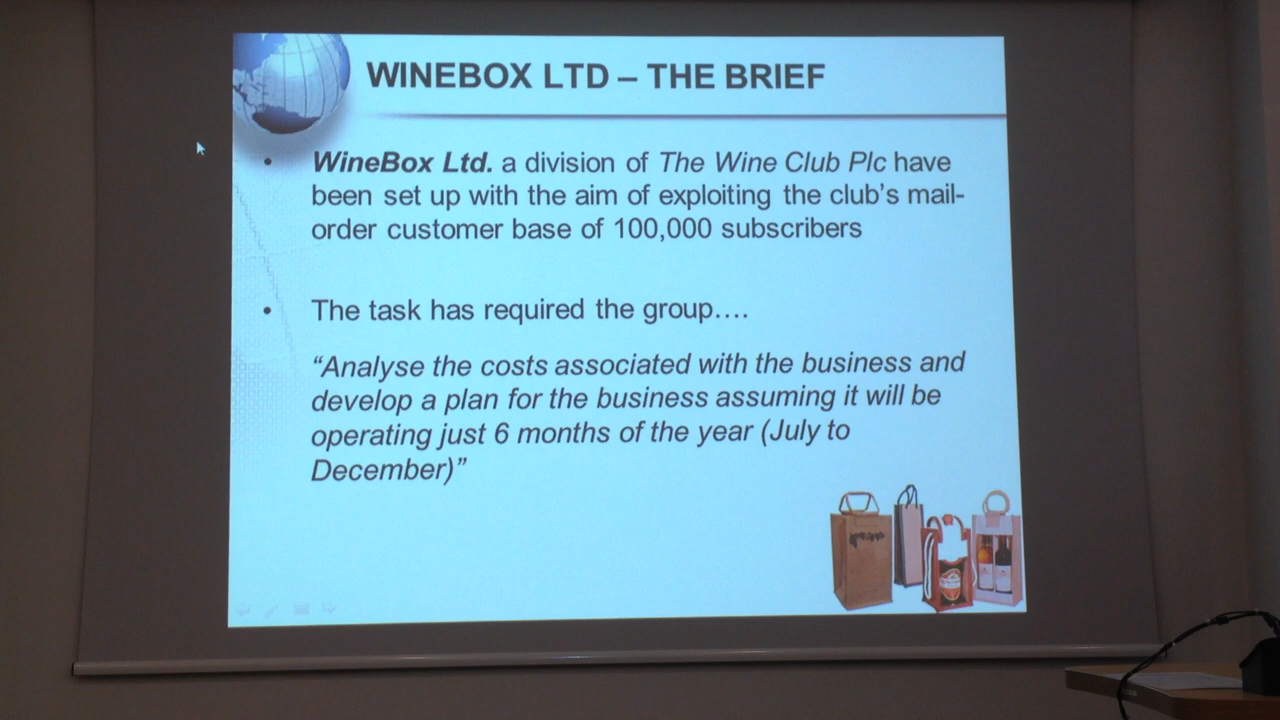 WINEBOX LTD – THE BRIEF
• WineBox Ltd. a division of The Wine Club Plc have
been set up with the aim of exploiting the club’s mail-
order customer base of 100,000 subscribers
• The task has required the group….
“Analyse the costs associated with the business and
develop a plan for the business assuming it will be
operating just 6 months of the year (July to
December)”